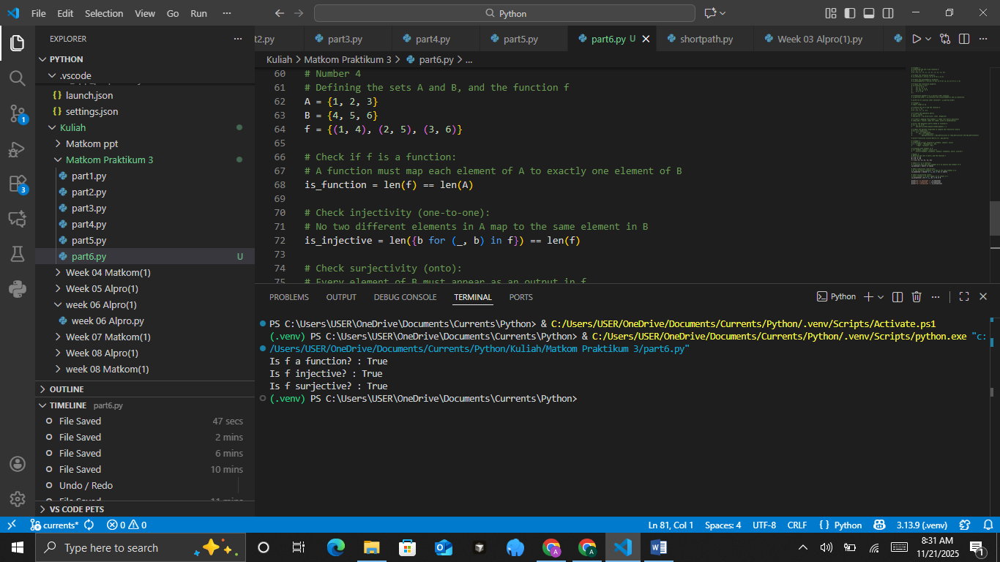 File Edit Selection View Go Run ···
Python
EXPLORER
PYTHON
.vscode
launch.json
settings.json
Kuliah
Matkom ppt
Matkom Praktikum 3
part1.py
part2.py
part3.py
part4.py
part5.py
part6.py U
Week 04 Matkom(1)
Week 05 Alpro(1)
week 06 Alpro(1)
week 06 Alpro.py
Week 07 Matkom(1)
Week 08 Alpro(1)
week 08 Matkom(1)
OUTLINE
TIMELINE part6.py
File Saved 47 secs
File Saved 2 mins
File Saved 6 mins
File Saved 10 mins
Undo / Redo
VS CODE PETS
t2.py part3.py part4.py part5.py part6.py U shortpath.py Week 03 Alpro(1).py
Kuliah > Matkom Praktikum 3 > part6.py > ...
60 # Number 4
61 # Defining the sets A and B, and the function f
62 A = {1, 2, 3}
63 B = {4, 5, 6}
64 f = {(1, 4), (2, 5), (3, 6)}
65
66 # Check if f is a function:
67 # A function must map each element of A to exactly one element of B
68 is_function = len(f) == len(A)
69
70 # Check injectivity (one-to-one):
71 # No two different elements in A map to the same element in B
72 is_injective = len({b for (_, b) in f}) == len(f)
73
74 # Check surjectivity (onto):
75 # Every element of B must appear as an output in f
PROBLEMS OUTPUT DEBUG CONSOLE TERMINAL PORTS
Python
PS C:\Users\USER\OneDrive\Documents\Currents\Python> & C:/Users/USER/OneDrive/Documents/Currents/Python/.venv/Scripts/Activate.ps1
(.venv) PS C:\Users\USER\OneDrive\Documents\Currents\Python> & C:/Users/USER/OneDrive/Documents/Currents/Python/.venv/Scripts/python.exe "c:
/Users/USER/OneDrive/Documents/Currents/Python/Kuliah/Matkom Praktikum 3/part6.py"
Is f a function? : True
Is f injective? : True
Is f surjective? : True
(.venv) PS C:\Users\USER\OneDrive\Documents\Currents\Python>
currents* 0 0
Ln 81, Col 1 Spaces: 4 UTF-8 CRLF { } Python 3.13.9 (.venv)
Type here to search
8:31 AM
11/21/2025